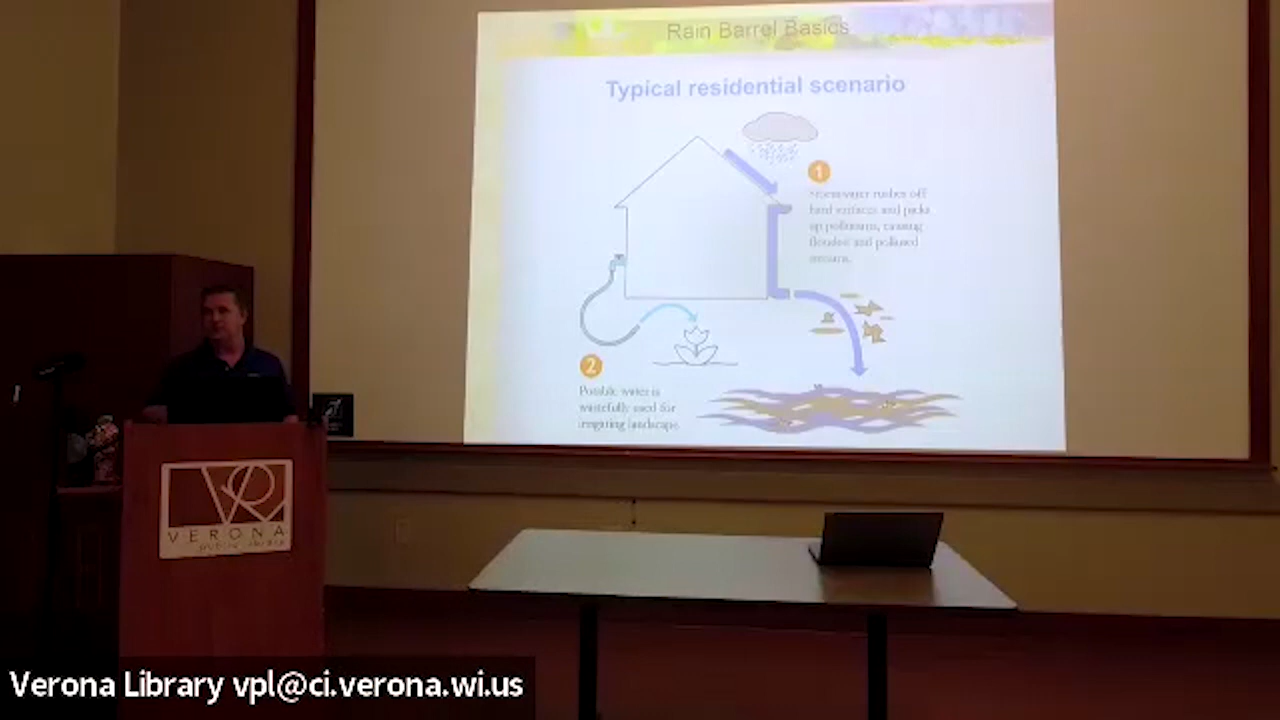 Rain Barrel Basics
Typical residential scenario
1
Stormwater rushes off
hard surfaces and picks
up pollutants, causing
flooded and polluted
streams.
2
Potable water is
wastefully used for
irrigating landscape.
VERONA
Verona Library vpl@ci.verona.wi.us